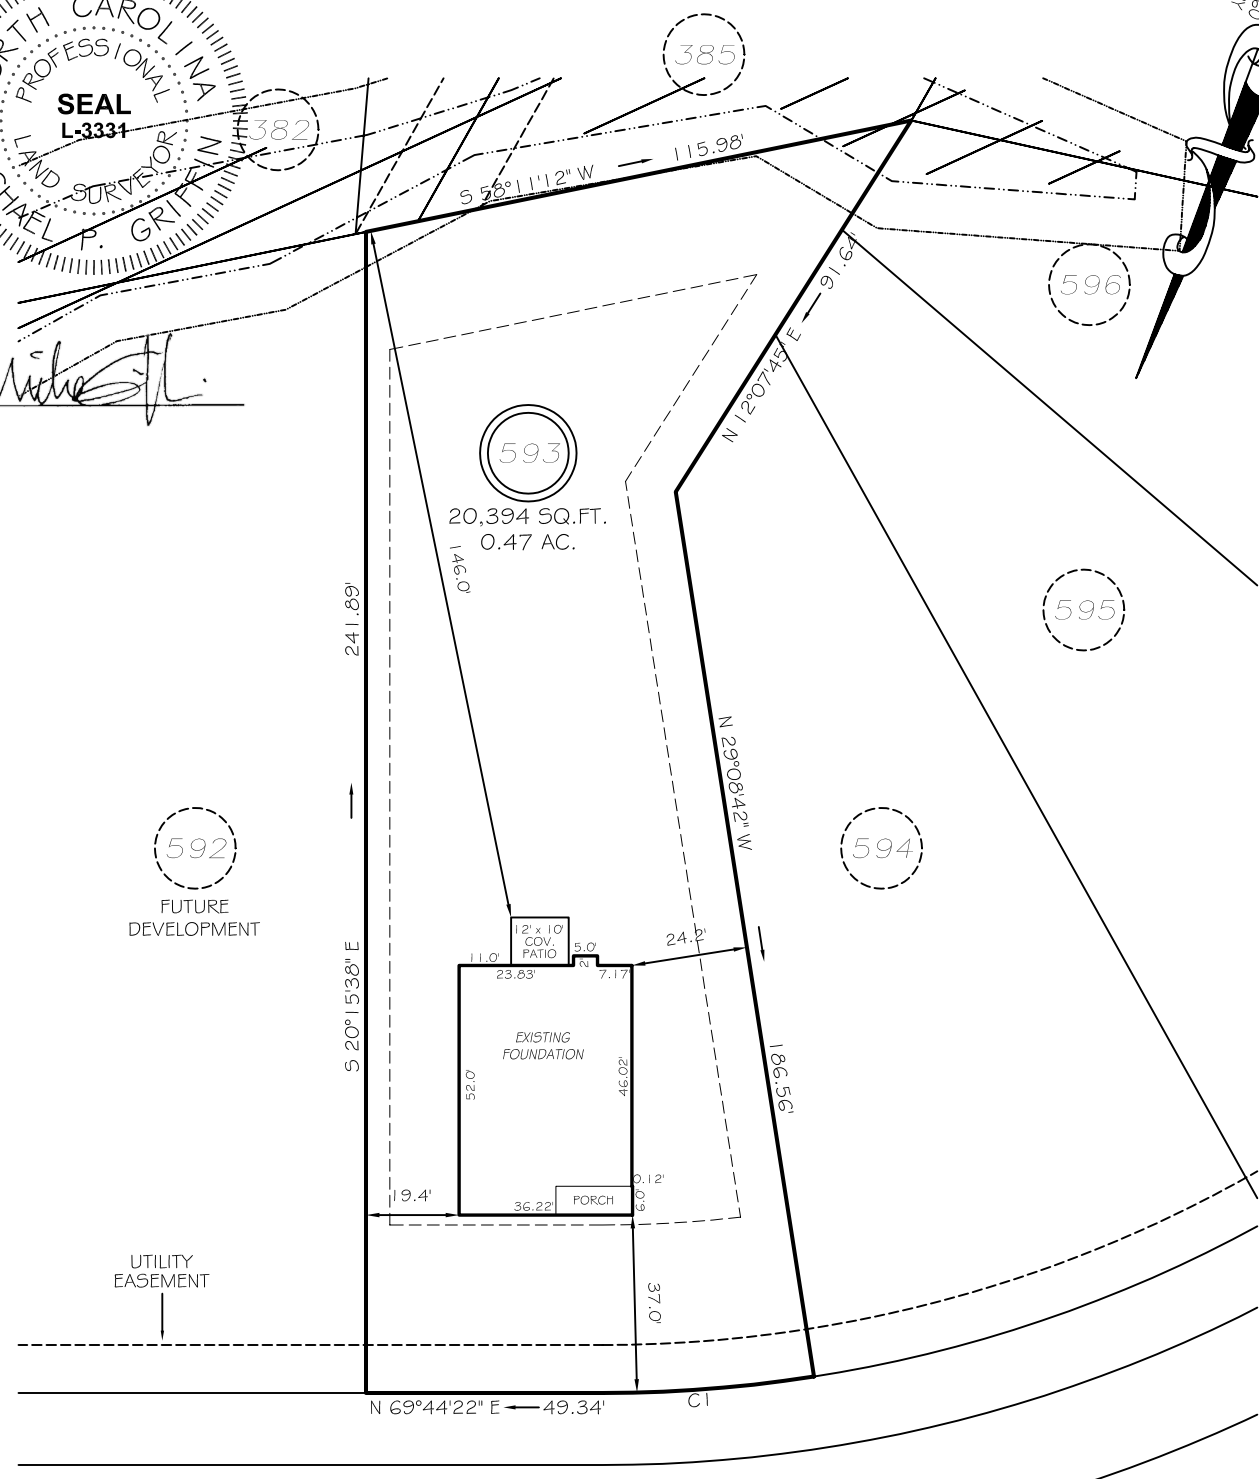 NORTH CAROLINA
PROFESSIONAL
SEAL
L-3331
LAND SURVEYOR
MICHAEL P. GRIFFIN
382
385
S 58°11'12" W
115.98'
596
91.64'
N 12°07'45" E
593
20,394 SQ.FT.
0.47 AC.
146.0'
241.89'
595
N 29°08'42" W
592
FUTURE
DEVELOPMENT
594
S 20°15'38" E
12' x 10'
COV.
PATIO
5.0'
2'
11.0'
23.83'
7.17'
24.2'
EXISTING
FOUNDATION
52.0'
46.02'
186.56'
0.12'
6.0'
36.22'
PORCH
19.4'
37.0'
UTILITY
EASEMENT
N 69°44'22" E
49.34'
C1